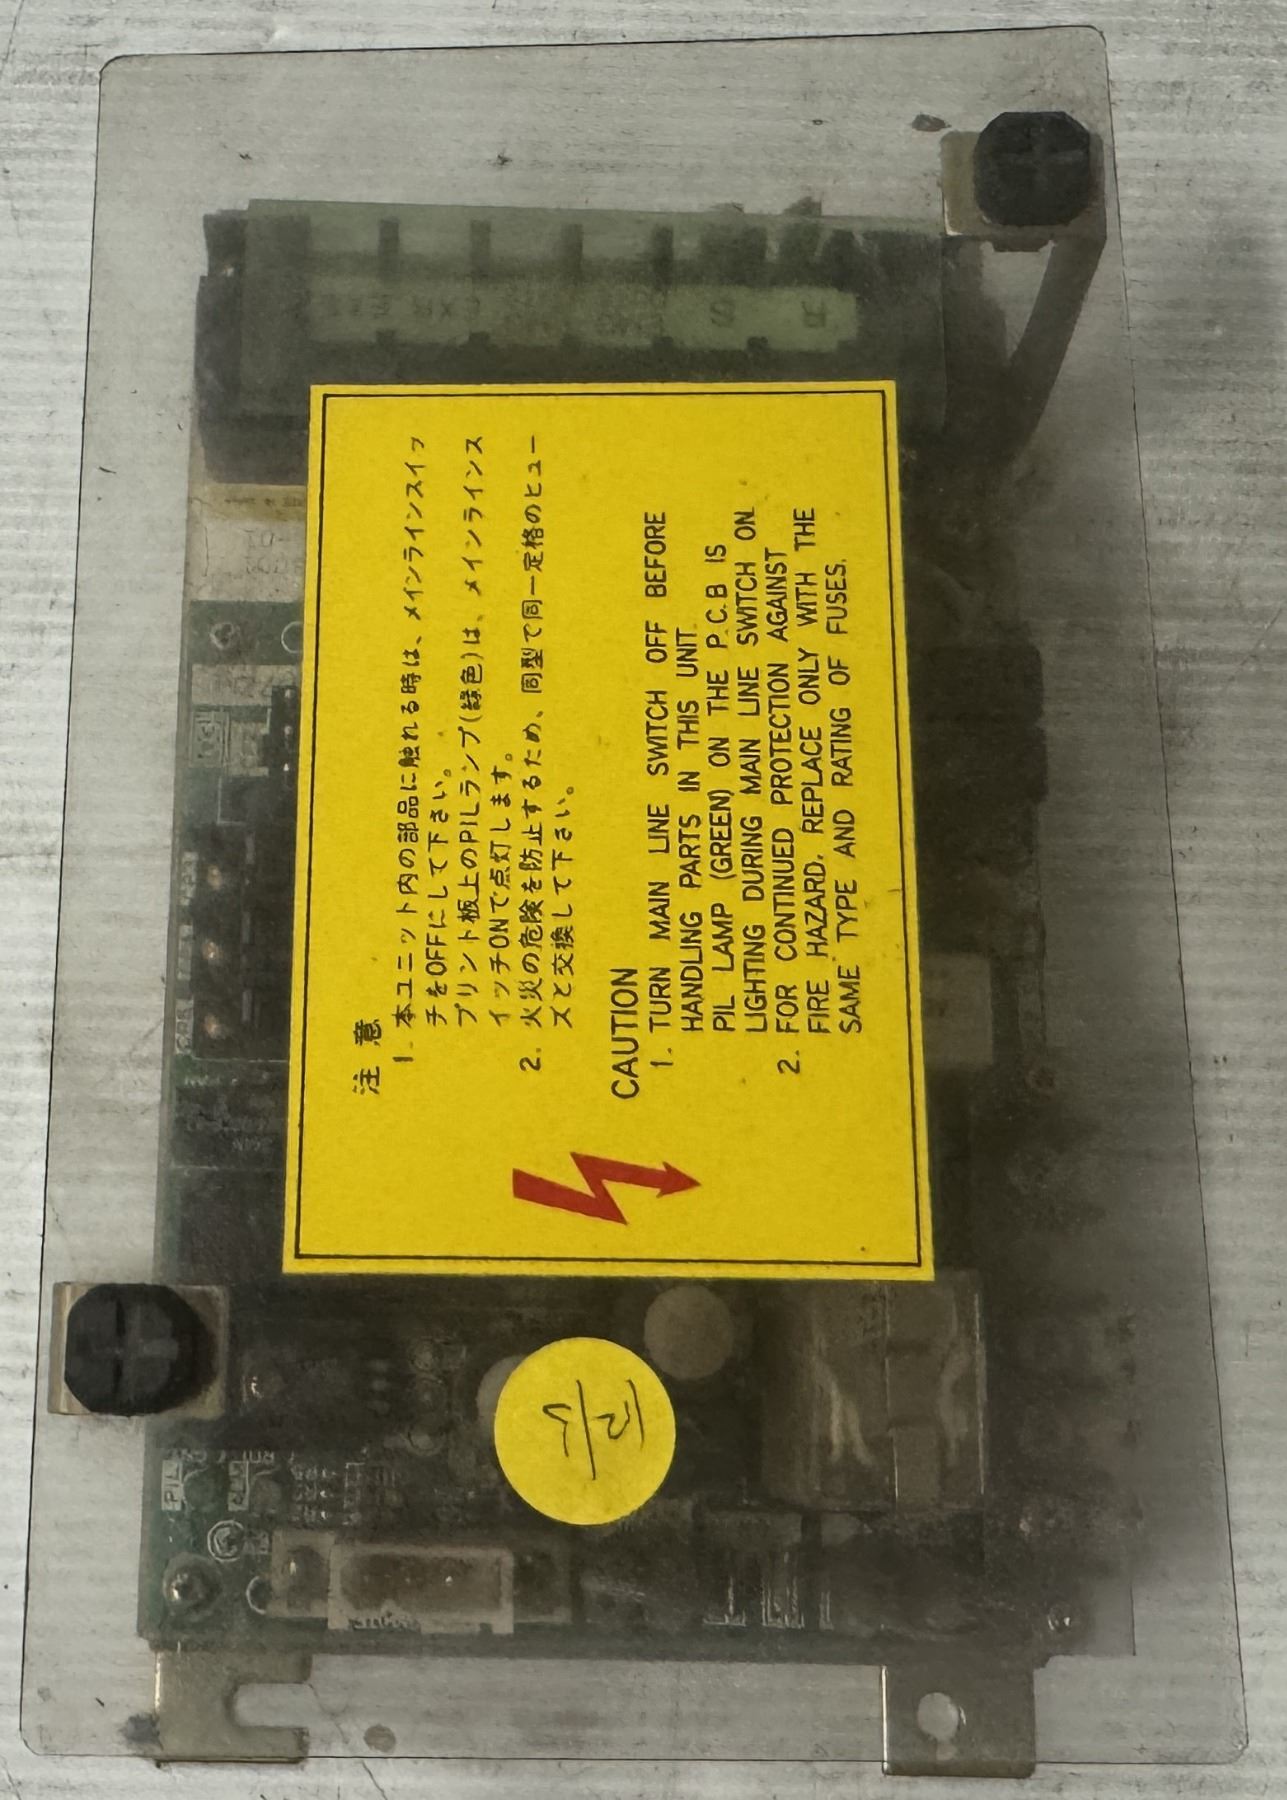 注 意
1. 本ユニット内の部品に触れる時は、メインラインスイッ
チをOFFにして下さい。
プリント板上のPILランプ(緑色)は、メインラインス
イッチONで点灯します。
2. 火災の危険を防止するため、同型で同一定格のヒュー
ズと交換して下さい。
CAUTION
1. TURN MAIN LINE SWITCH OFF BEFORE
HANDLING PARTS IN THIS UNIT.
PIL LAMP (GREEN) ON THE P.C.B IS
LIGHTING DURING MAIN LINE SWITCH ON.
2. FOR CONTINUED PROTECTION AGAINST
FIRE HAZARD, REPLACE ONLY WITH THE
SAME TYPE AND RATING OF FUSES.
PIL
S
R